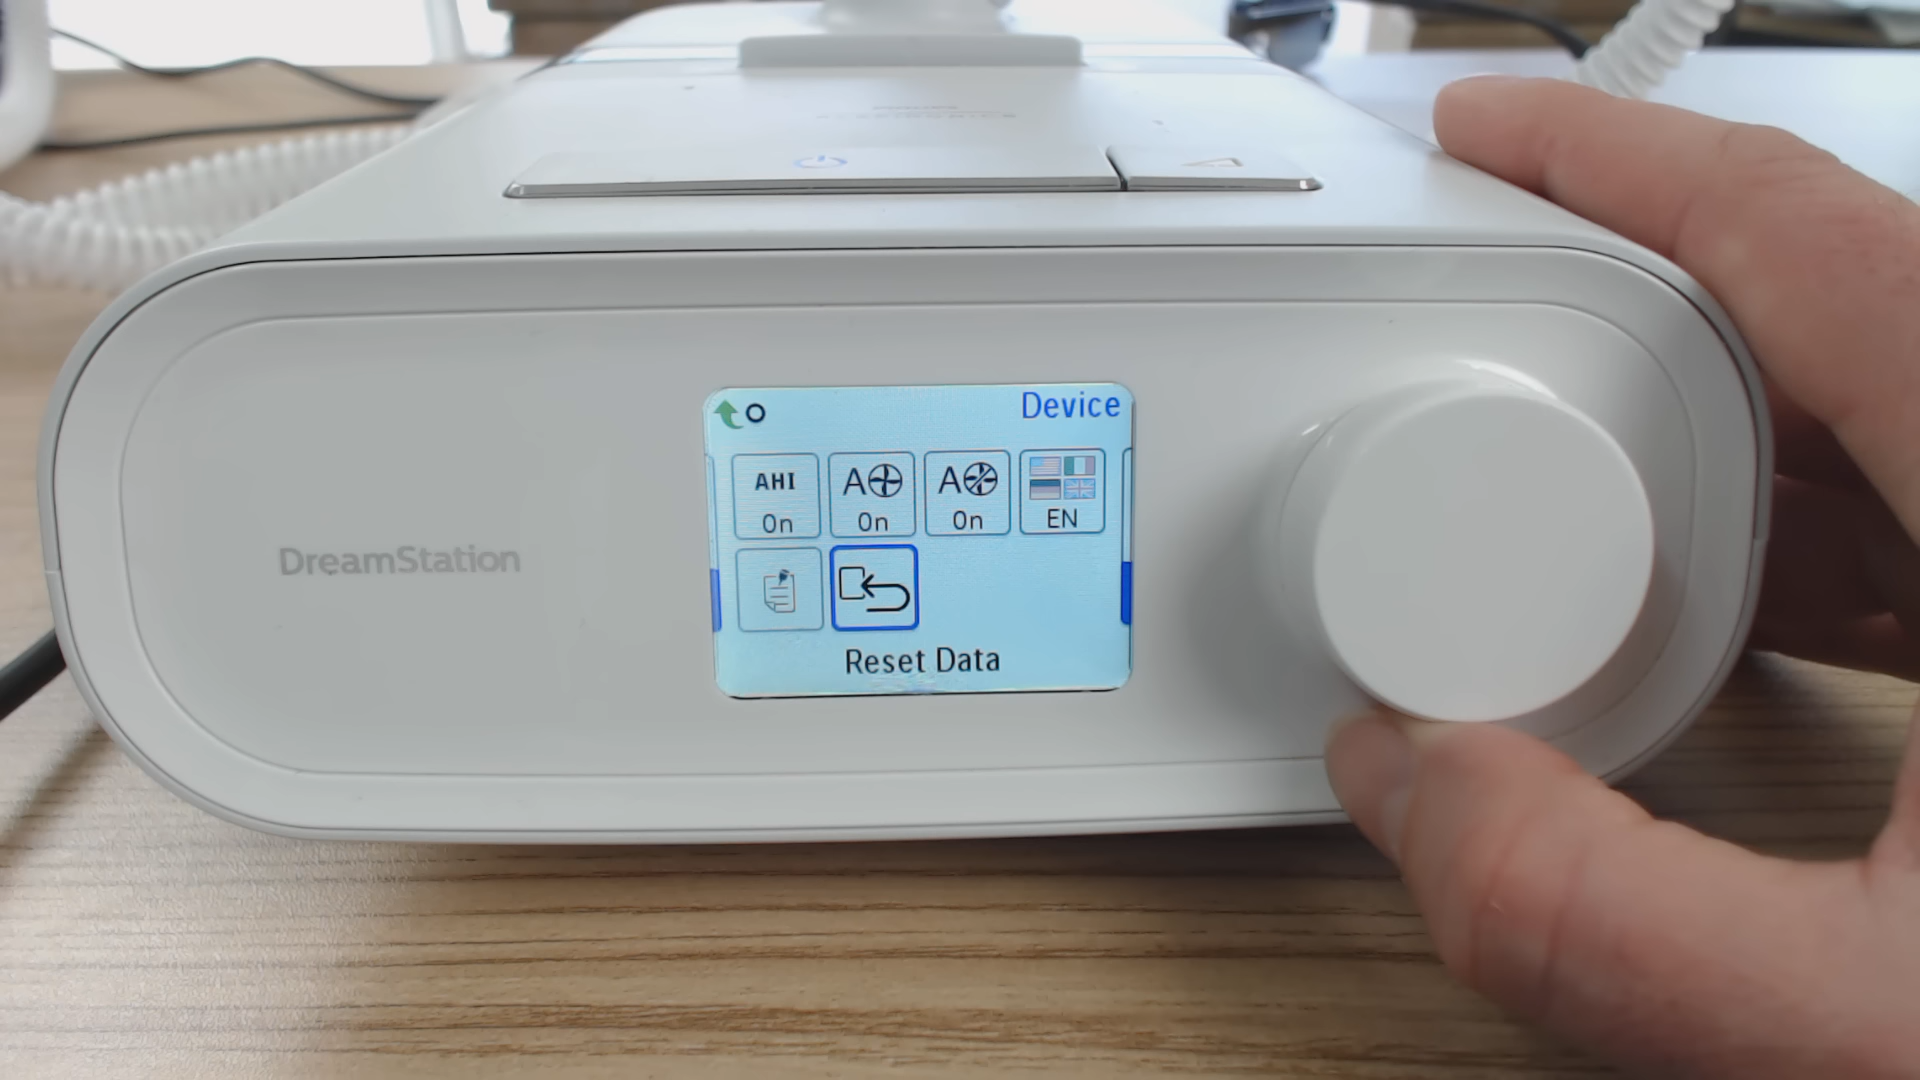 Device
AHI
A
A
On
On
On
EN
DreamStation
Reset Data